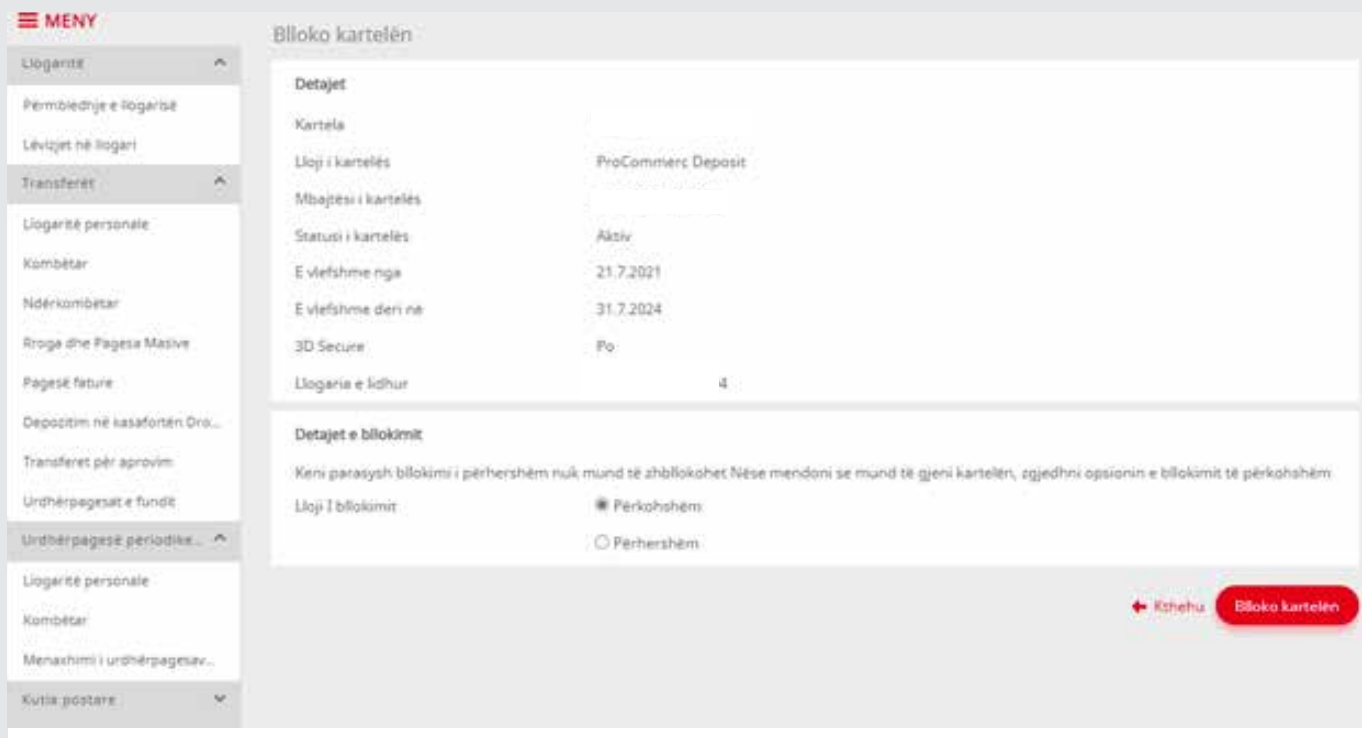 MENY
Llogaritë
Përmbledhje e llogarisë
Lëvizjet në llogari
Transferët
Llogaritë personale
Kombëtar
Ndërkombëtar
Rroga dhe Pagesa Masive
Pagesë fature
Depozitim në kasafortën Dro...
Transferet për aprovim
Urdhërpagesat e fundit
Urdhërpagesë periodike...
Llogaritë personale
Kombëtar
Menaxhimi i urdhërpagesav...
Kutia postare
Blloko kartelën
Detajet
Kartela
Lloji i kartelës ProCommerc Deposit
Mbajtësi i kartelës
Statusi i kartelës Aktiv
E vlefshme nga 21.7.2021
E vlefshme deri në 31.7.2024
3D Secure Po
Llogaria e lidhur 4
Detajet e bllokimit
Keni parasysh bllokimi i përhershëm nuk mund të zhbllokohet Nëse mendoni se mund të gjeni kartelën, zgjedhni opsionin e bllokimit të përkohshëm
Lloji I bllokimit Përkohshëm
Përhershëm
Kthehu Blloko kartelën